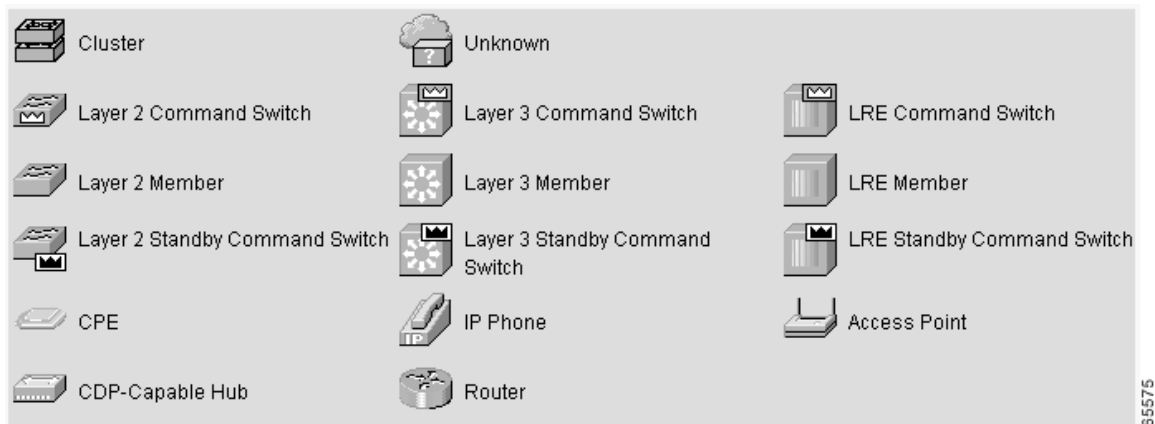 Cluster
Unknown
Layer 2 Command Switch
Layer 3 Command Switch
LRE Command Switch
Layer 2 Member
Layer 3 Member
LRE Member
Layer 2 Standby Command Switch
Layer 3 Standby Command
Switch
LRE Standby Command Switch
CPE
IP
IP Phone
Access Point
CDP-Capable Hub
Router
?
65575